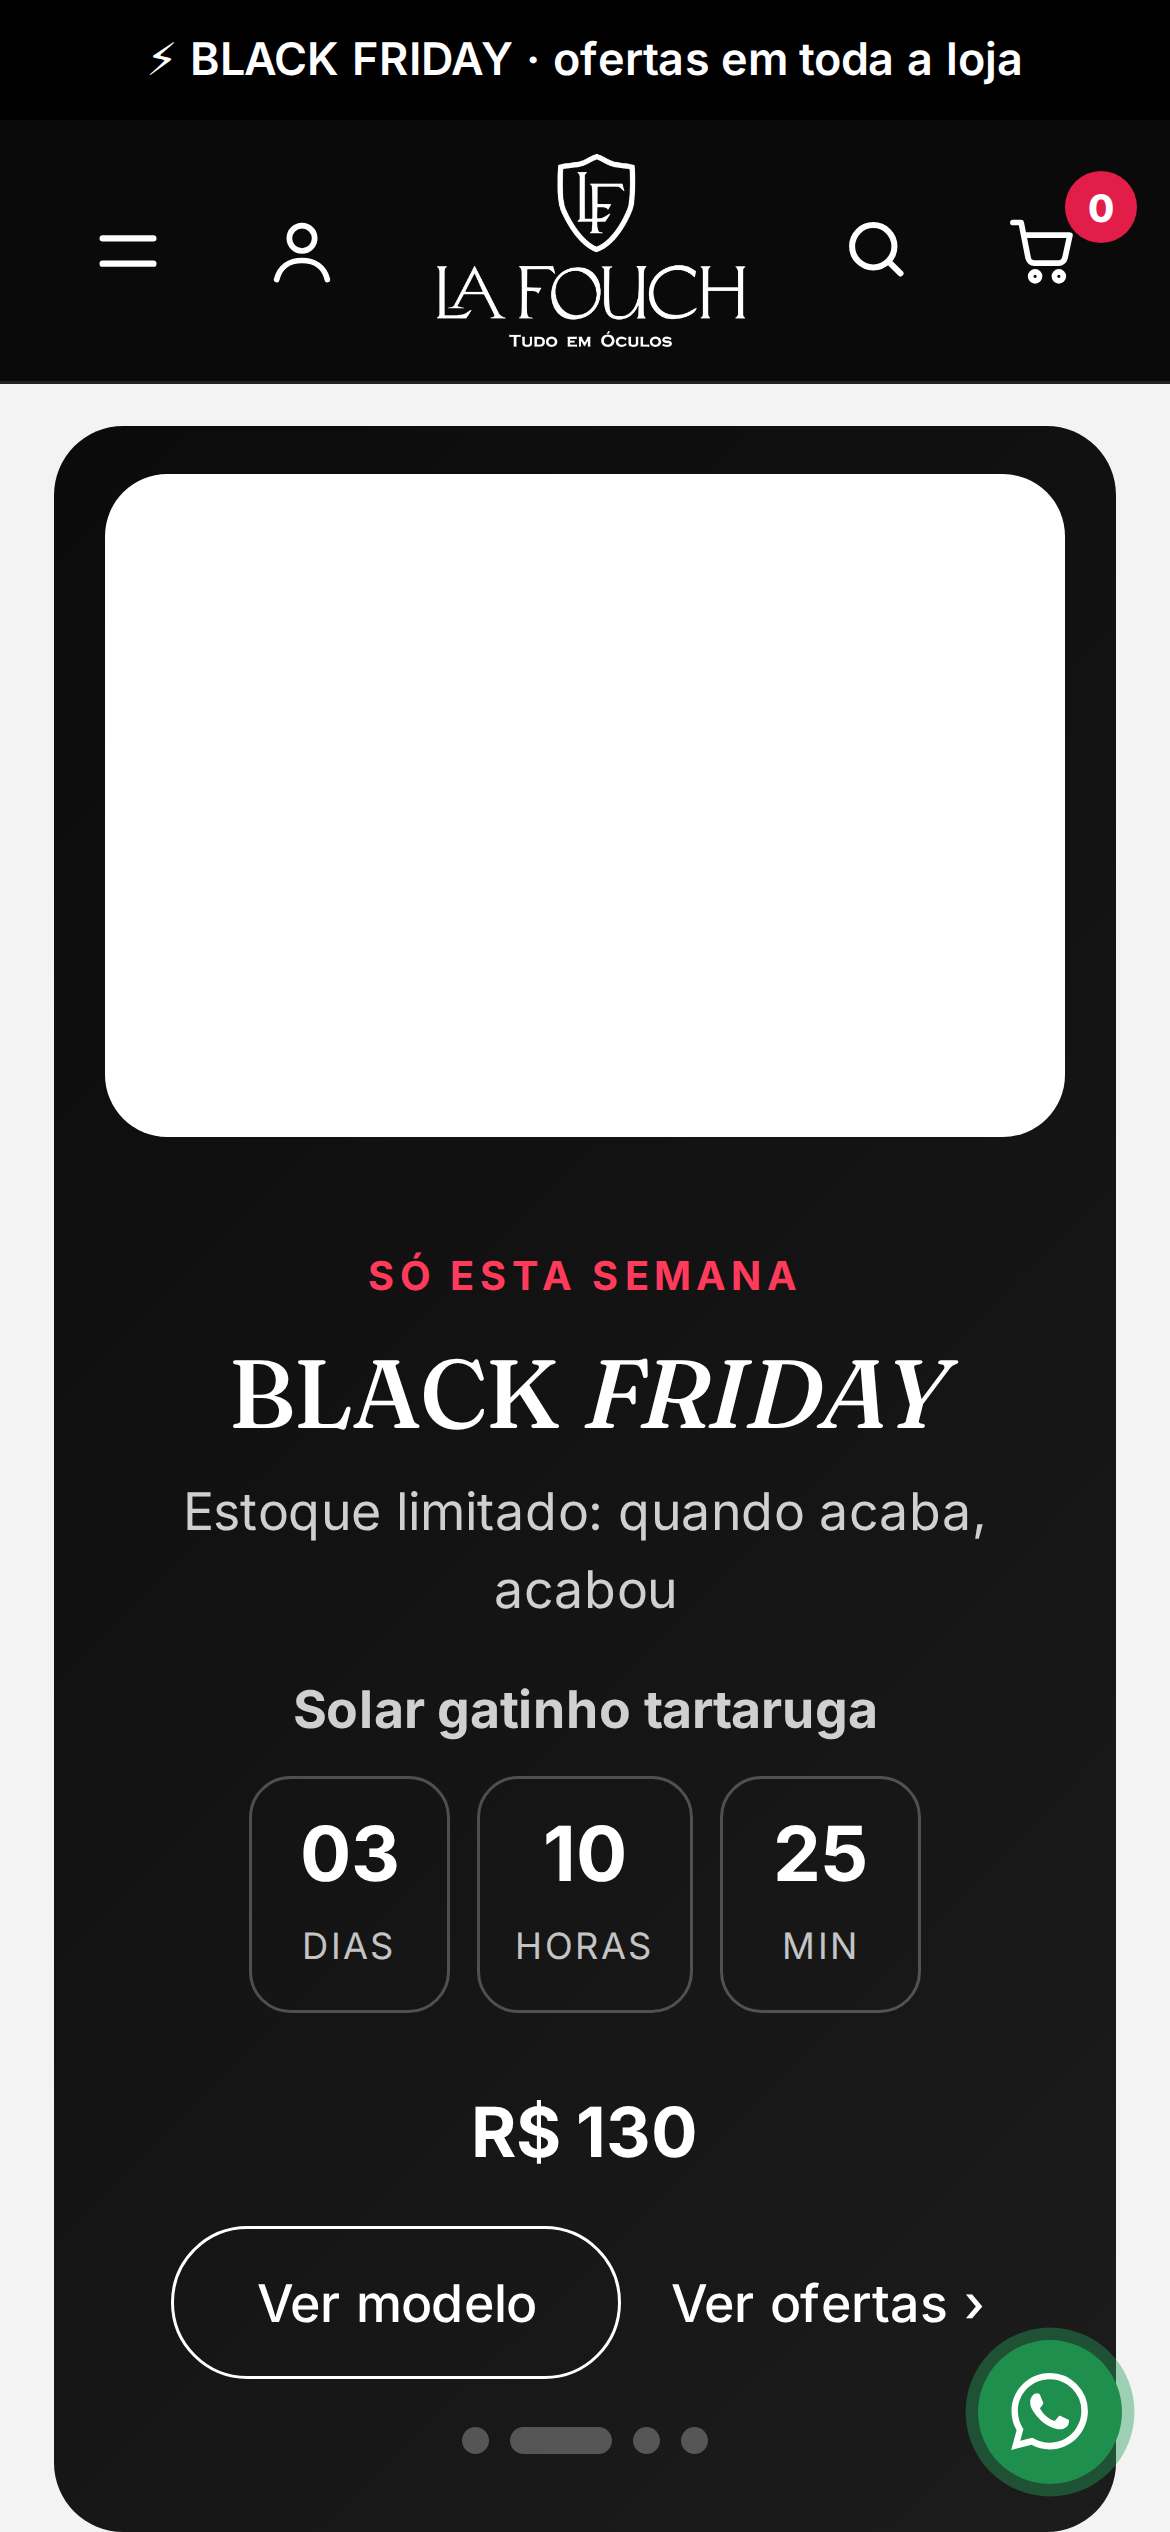 ⚡ BLACK FRIDAY · ofertas em toda a loja
0
LF
LA FOUCH
Tudo em Óculos
SÓ ESTA SEMANA
BLACK FRIDAY
Estoque limitado: quando acaba,
acabou
Solar gatinho tartaruga
03 10 25
DIAS HORAS MIN
R$ 130
Ver modelo Ver ofertas ›